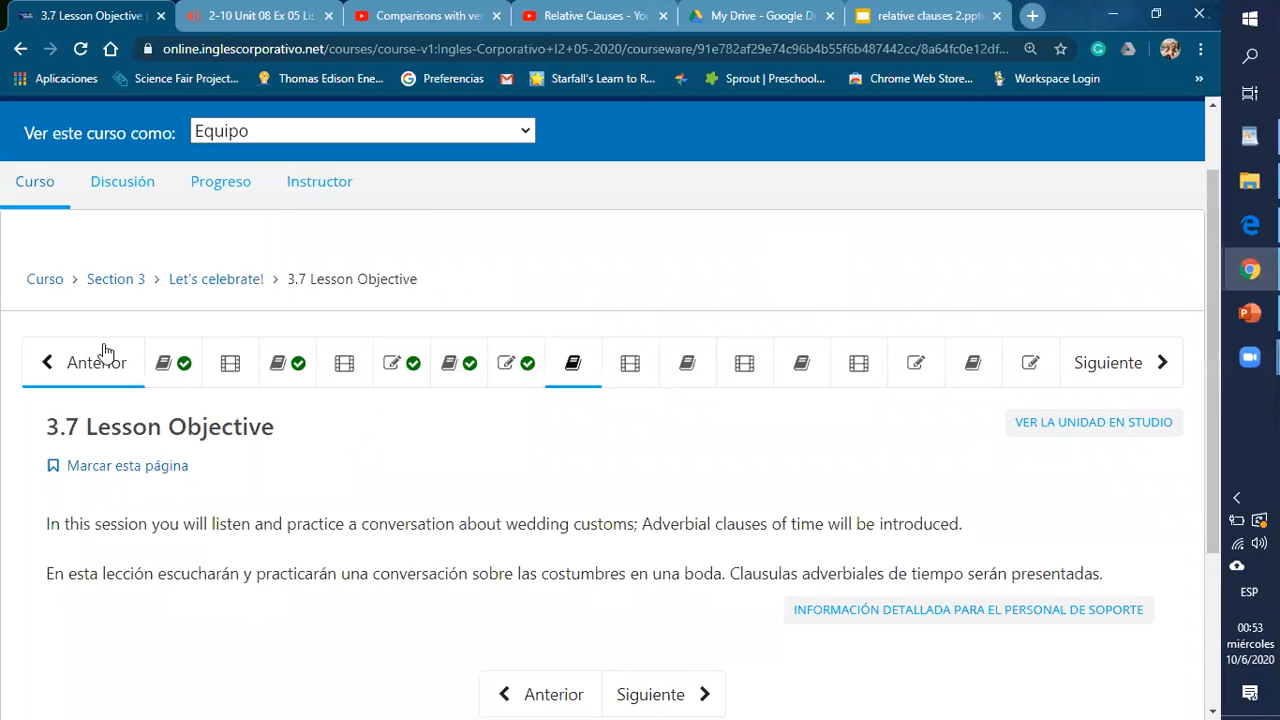 3.7 Lesson Objective
2-10 Unit 08 Ex 05 Lis
Comparisons with ver
Relative Clauses - You
My Drive - Google D
relative clauses 2.ppt
online.inglescorporativo.net/courses/course-v1:Ingles-Corporativo+I2+05-2020/courseware/91e782af29e74c96b4b55f6b487442cc/8a64fc0e12df...
Aplicaciones
Science Fair Project...
Thomas Edison Ene...
Preferencias
Starfall's Learn to R...
Sprout | Preschool...
Chrome Web Store...
Workspace Login
»
Ver este curso como:
Equipo
Curso
Discusión
Progreso
Instructor
Curso > Section 3 > Let's celebrate! > 3.7 Lesson Objective
Anterior
Siguiente
3.7 Lesson Objective
VER LA UNIDAD EN STUDIO
Marcar esta página
In this session you will listen and practice a conversation about wedding customs; Adverbial clauses of time will be introduced.
En esta lección escucharán y practicarán una conversación sobre las costumbres en una boda. Clausulas adverbiales de tiempo serán presentadas.
INFORMACIÓN DETALLADA PARA EL PERSONAL DE SOPORTE
Anterior
Siguiente
ESP
00:53
miércoles
10/6/2020